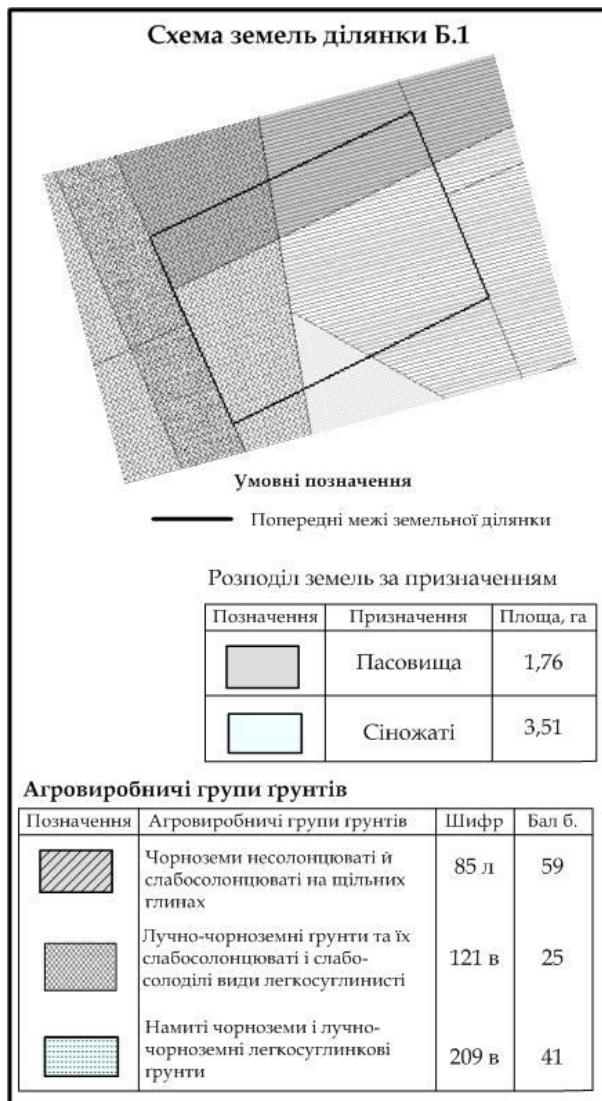 Схема земель ділянки Б.1
Умовні позначення
Попередні межі земельної ділянки
Розподіл земель за призначенням
Позначення Призначення Площа, га
Пасовища 1,76
Сіножаті 3,51
Агровиробничі групи ґрунтів
Позначення Агровиробничі групи ґрунтів Шифр Бал б.
Чорноземи несолонцюваті й
слабосолонцюваті на щільних 85 л 59
глинах
Лучно-чорноземні ґрунти та їх
слабосолонцюваті і слабо- 121 в 25
солоділі види легкосуглинисті
Намиті чорноземи і лучно-
чорноземні легкосуглинкові 209 в 41
ґрунти